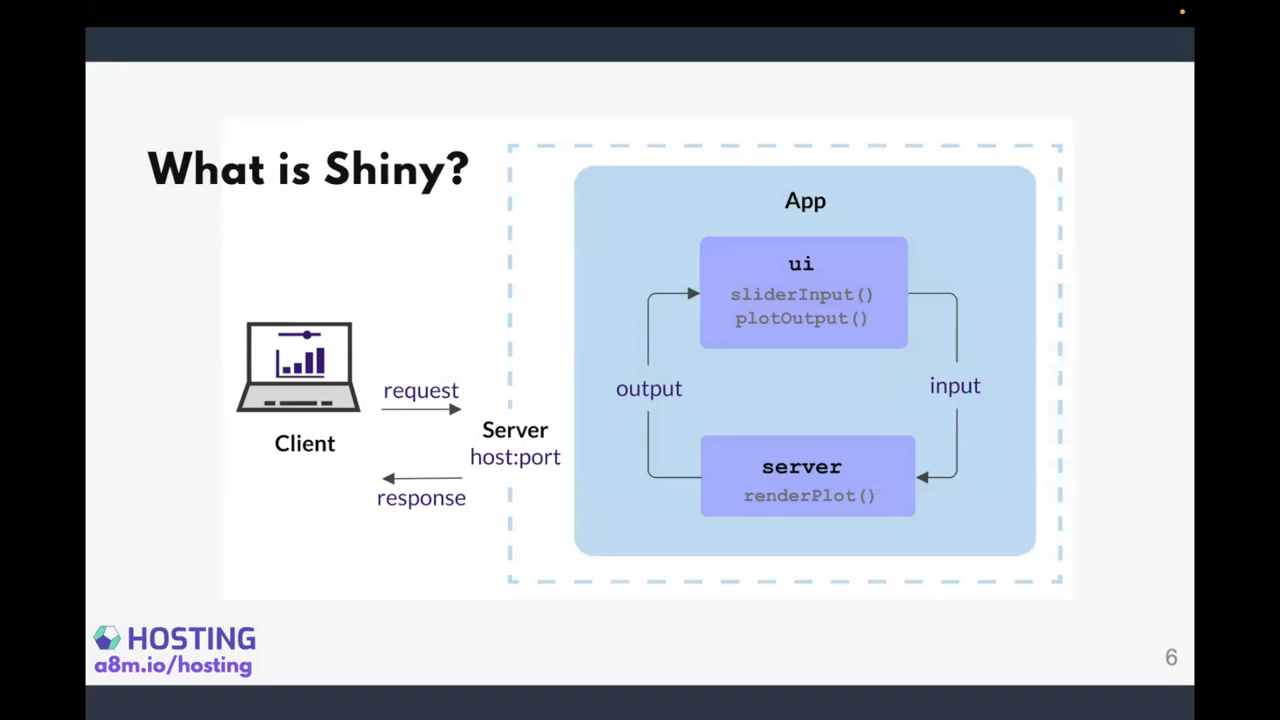 What is Shiny?
App
ui
sliderInput()
plotOutput()
output
input
request
Client
Server
host:port
response
server
renderPlot()
HOSTING
a8m.io/hosting
6